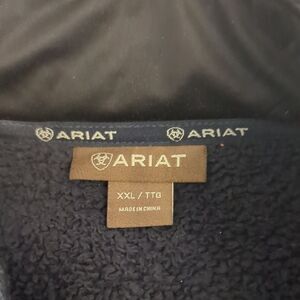 ARIAT ARIAT
ARIAT
XXL / TTG
MADE IN CHINA